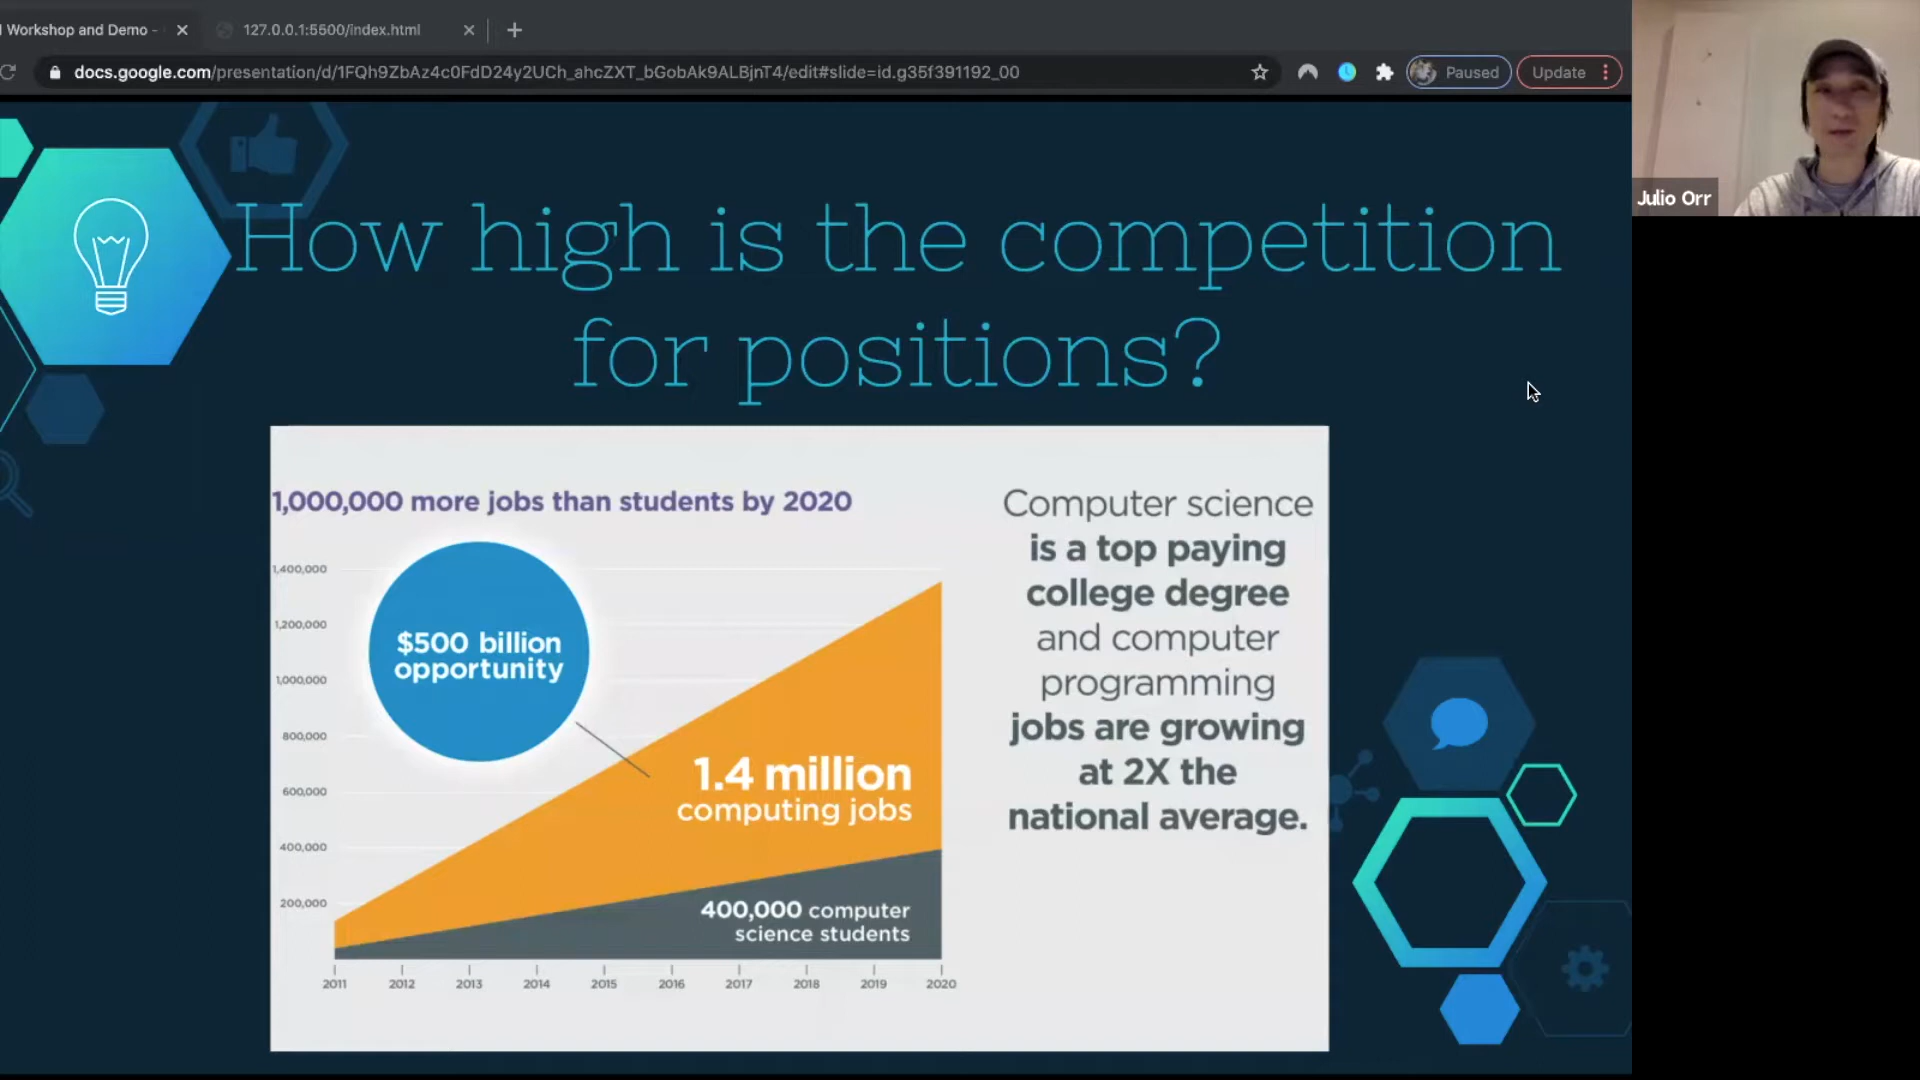 I Workshop and Demo -
127.0.0.1:5500/index.html
docs.google.com/presentation/d/1FQh9ZbAz4c0FdD24y2UCh_ahcZXT_bGobAk9ALBjnT4/edit#slide=id.g35f391192_00
Paused
Update
Julio Orr
How high is the competition
for positions?
1,000,000 more jobs than students by 2020
1,400,000
1,200,000
1,000,000
800,000
600,000
400,000
200,000
$500 billion
opportunity
1.4 million
computing jobs
400,000 computer
science students
2011 2012 2013 2014 2015 2016 2017 2018 2019 2020
Computer science
is a top paying
college degree
and computer
programming
jobs are growing
at 2X the
national average.